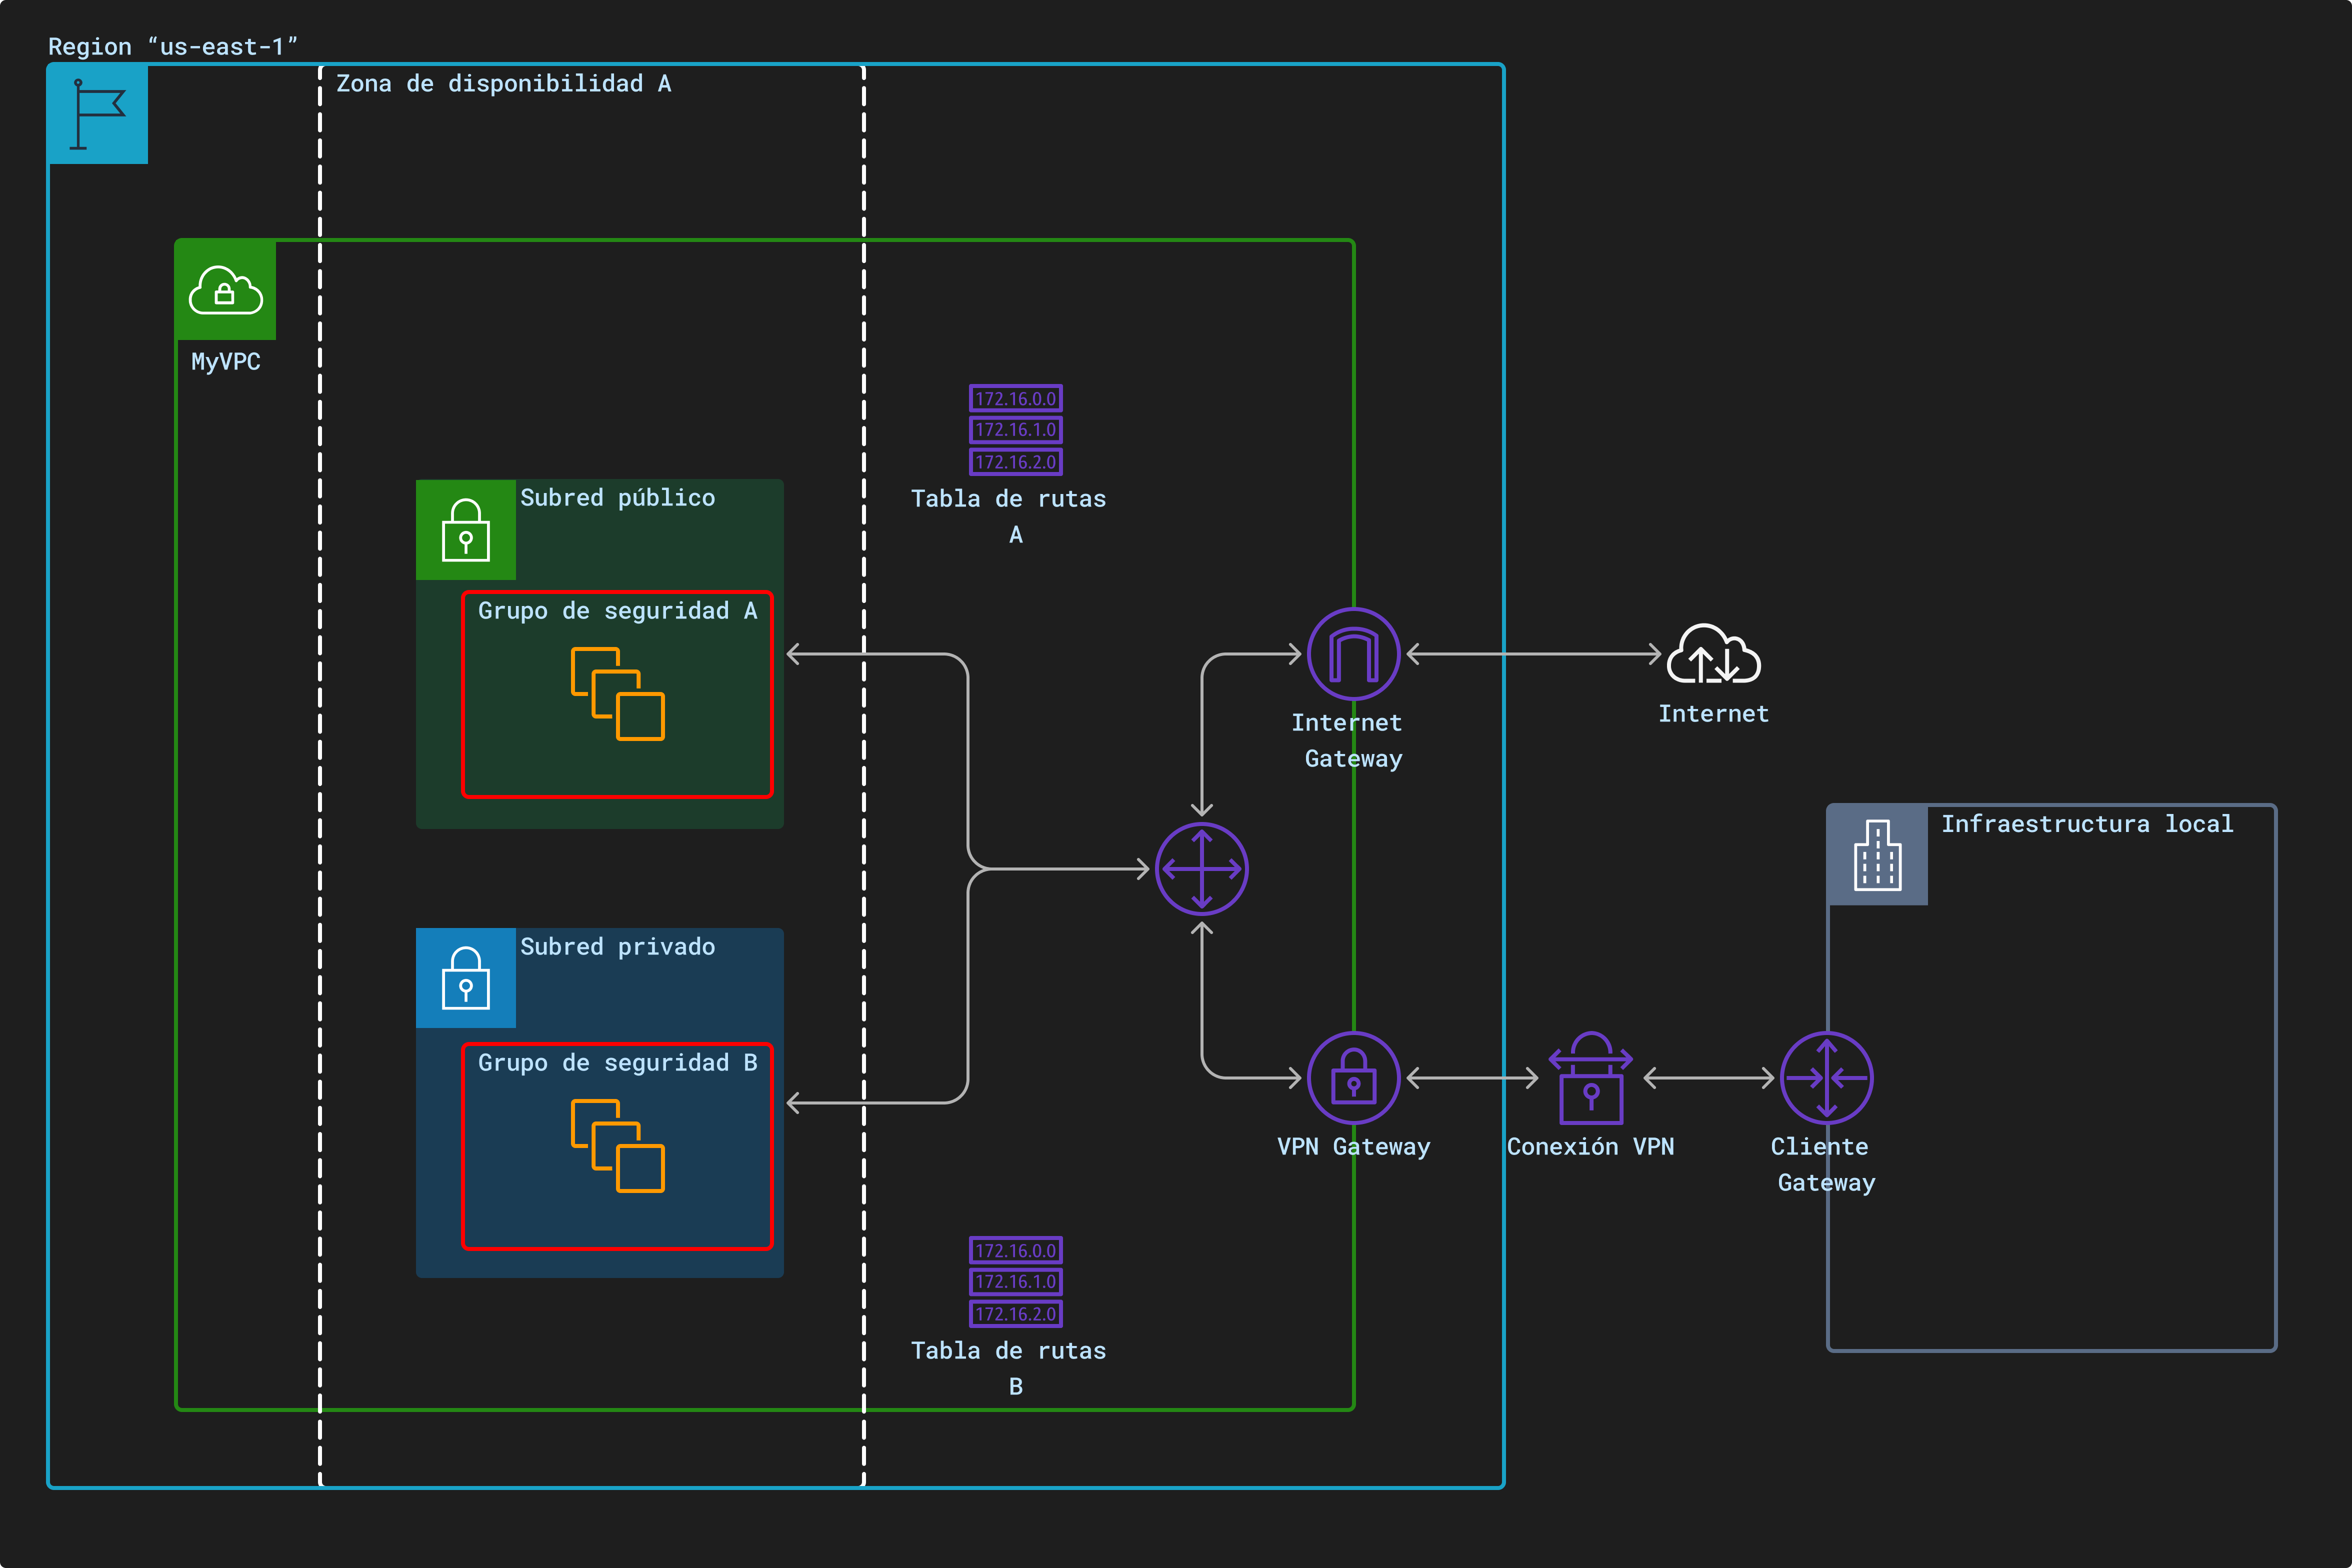 Region “us-east-1”
Zona de disponibilidad A
MyVPC
172.16.0.0
172.16.1.0
172.16.2.0
Tabla de rutas
A
Subred público
Grupo de seguridad A
Internet
Gateway
Internet
Infraestructura local
Subred privado
Grupo de seguridad B
VPN Gateway
Conexión VPN
Cliente
Gateway
172.16.0.0
172.16.1.0
172.16.2.0
Tabla de rutas
B